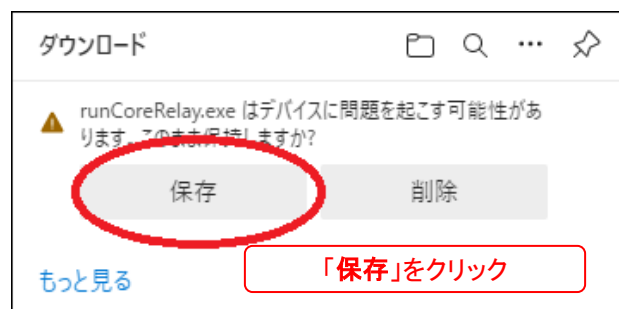 ダウンロード
runCoreRelay.exe はデバイスに問題を起こす可能性があ
ります。このまま保持しますか?
保存
削除
「保存」をクリック
もっと見る